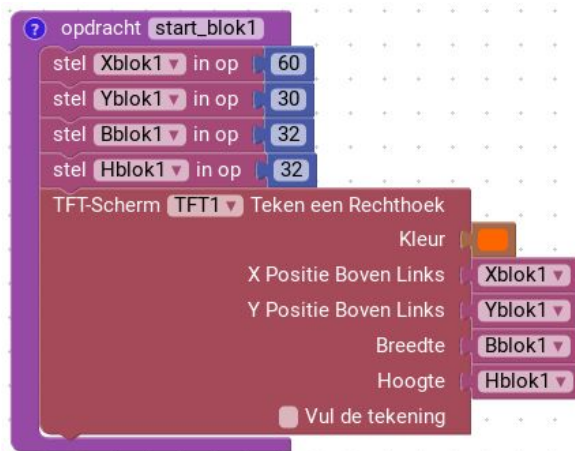 ? opdracht start_blok1
stel Xblok1 in op 60
stel Yblok1 in op 30
stel Bblok1 in op 32
stel Hblok1 in op 32
TFT-Scherm TFT1 Teken een Rechthoek
Kleur
X Positie Boven Links Xblok1
Y Positie Boven Links Yblok1
Breedte Bblok1
Hoogte Hblok1
Vul de tekening